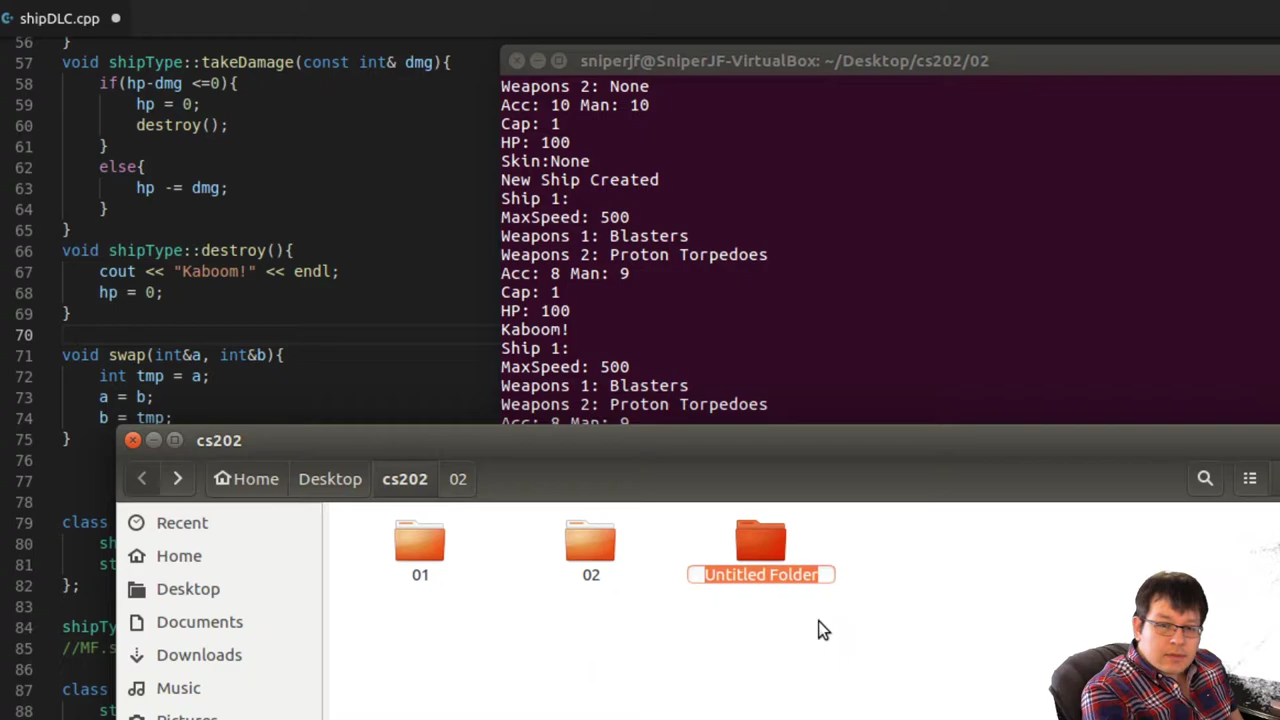 shipDLC.cpp
56 }
57 void shipType::takeDamage(const int& dmg){
58 if(hp-dmg <=0){
59 hp = 0;
60 destroy();
61 }
62 else{
63 hp -= dmg;
64 }
65 }
66 void shipType::destroy(){
67 cout << "Kaboom!" << endl;
68 hp = 0;
69 }
70
71 void swap(int&a, int&b){
72 int tmp = a;
73 a = b;
74 b = tmp;
75 }
76
77
78
79 class
80 sh
81 st
82 };
83
84 shipTy
85 //MF.s
86
87 class
88 st
sniperjf@SniperJF-VirtualBox: ~/Desktop/cs202/02
Weapons 2: None
Acc: 10 Man: 10
Cap: 1
HP: 100
Skin:None
New Ship Created
Ship 1:
MaxSpeed: 500
Weapons 1: Blasters
Weapons 2: Proton Torpedoes
Acc: 8 Man: 9
Cap: 1
HP: 100
Kaboom!
Ship 1:
MaxSpeed: 500
Weapons 1: Blasters
Weapons 2: Proton Torpedoes
Acc: 8 Man: 9
cs202
Home Desktop cs202 02
Recent
Home
Desktop
Documents
Downloads
Music
Pictures
01
02
Untitled Folder